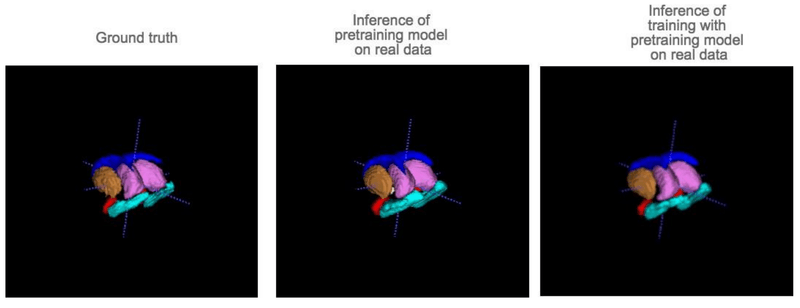 Ground truth
Inference of
pretraining model
on real data
Inference of
training with
pretraining model
on real data